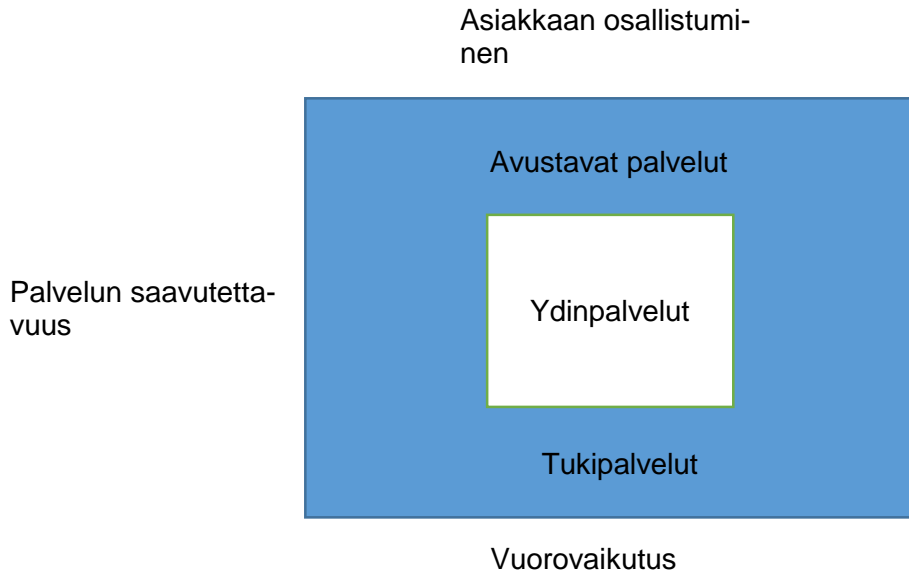 Asiakkaan osallistumi-
nen
Avustavat palvelut
Palvelun saavutetta-
vuus
Ydinpalvelut
Tukipalvelut
Vuorovaikutus